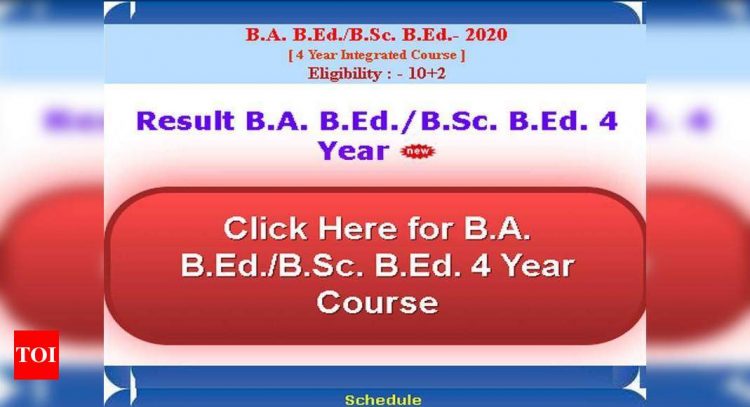 B.A. B.Ed./B.Sc. B.Ed.- 2020
[ 4 Year Integrated Course ]
Eligibility : - 10+2
Result B.A. B.Ed./B.Sc. B.Ed. 4
Year new
Click Here for B.A.
B.Ed./B.Sc. B.Ed. 4 Year
Course
TOI
Schedule